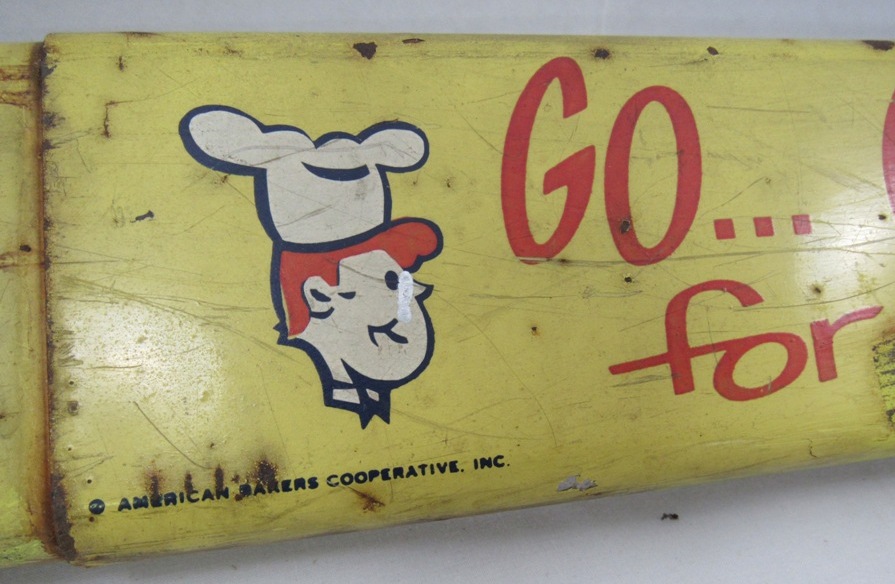 GO....
for
© AMERICAN BAKERS COOPERATIVE, INC.